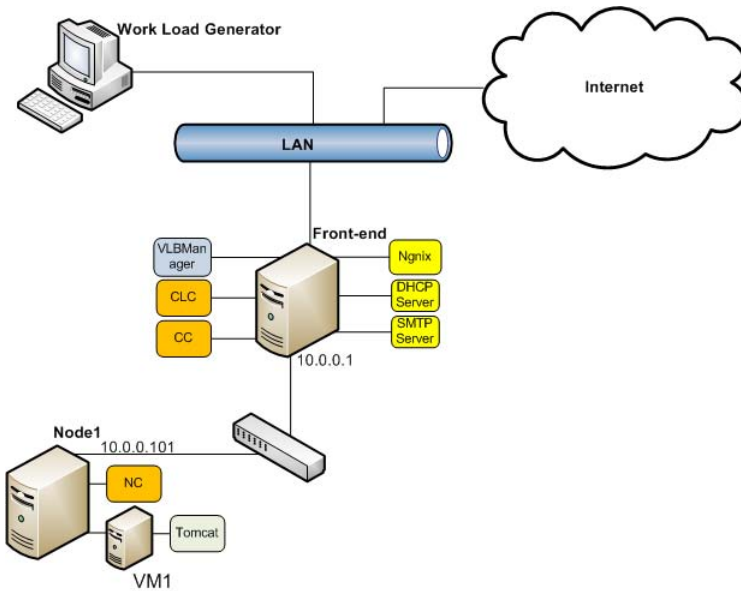 Work Load Generator
Internet
LAN
Front-end
VLBMan
ager
Ngnix
CLC
DHCP
Server
CC
SMTP
Server
10.0.0.1
Node1
10.0.0.101
NC
Tomcat
VM1